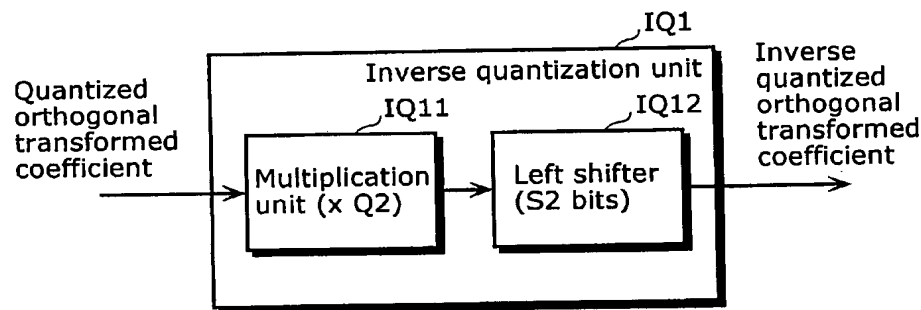 IQ1
Inverse quantization unit
Quantized
orthogonal
transformed
coefficient
IQ11
Multiplication
unit (x Q2)
IQ12
Left shifter
(S2 bits)
Inverse
quantized
orthogonal
transformed
coefficient